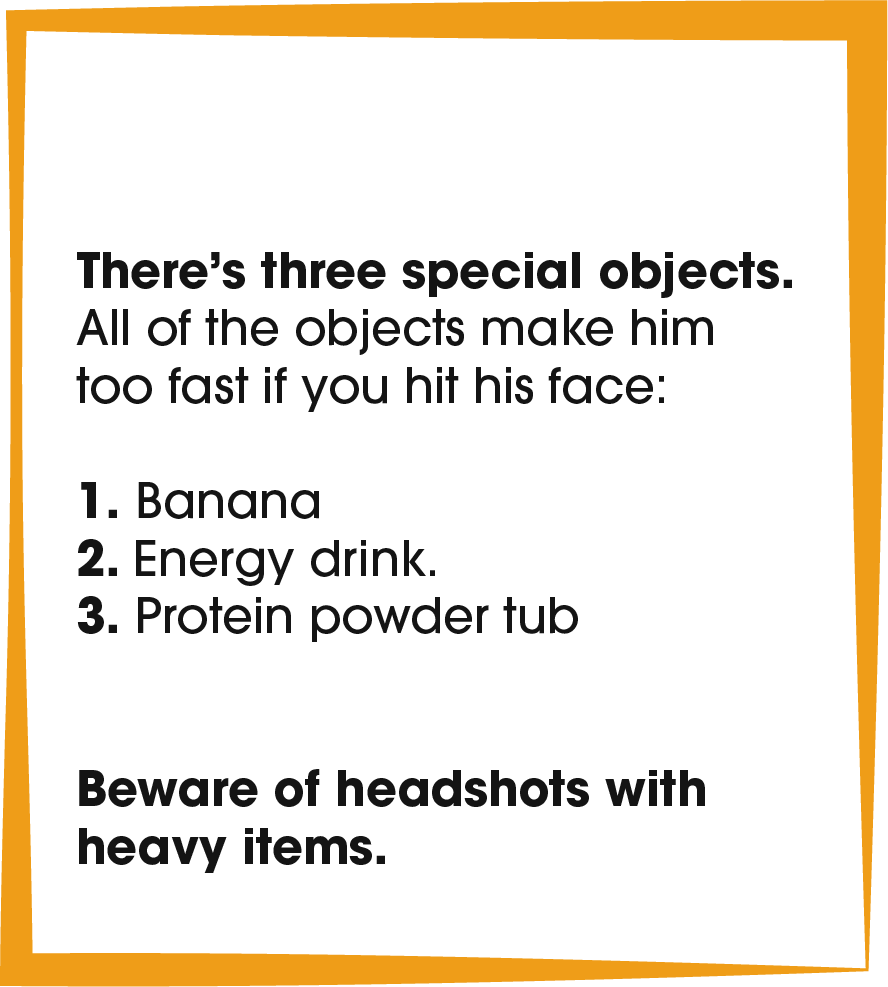 There’s three special objects.
All of the objects make him
too fast if you hit his face:
1. Banana
2. Energy drink.
3. Protein powder tub
Beware of headshots with
heavy items.